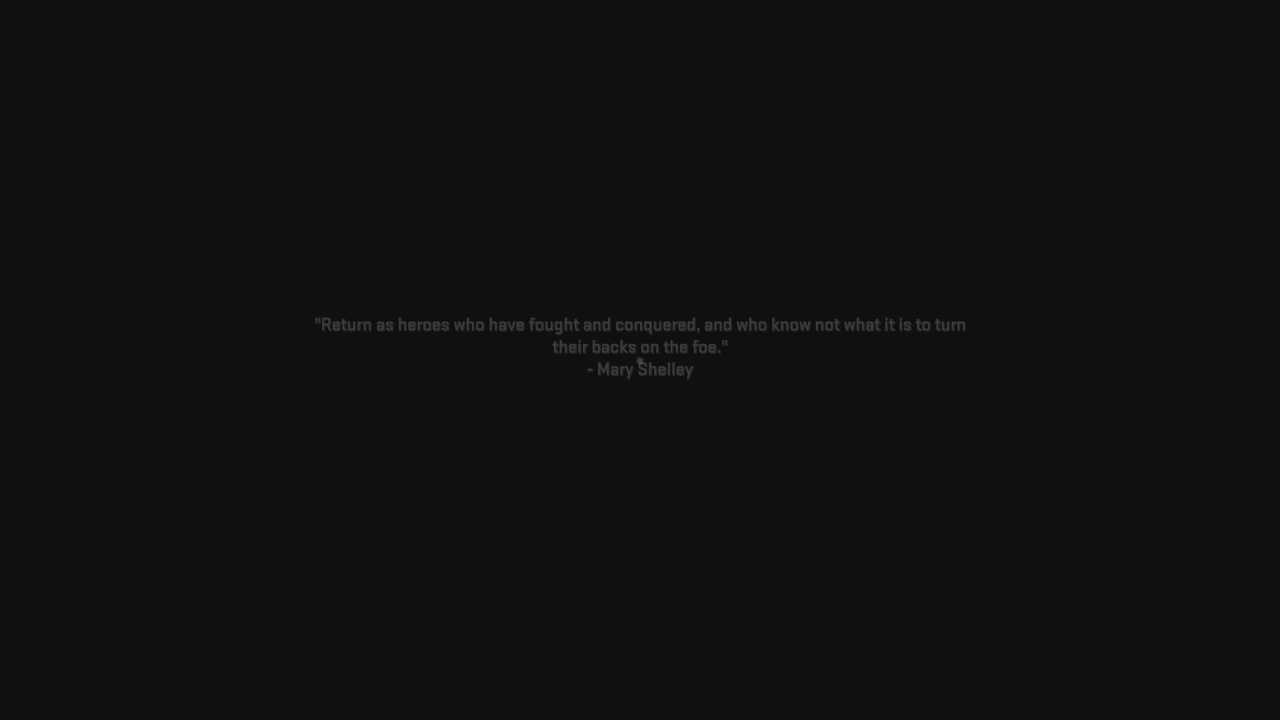 "Return as heroes who have fought and conquered, and who know not what it is to turn
their backs on the foe."
- Mary Shelley